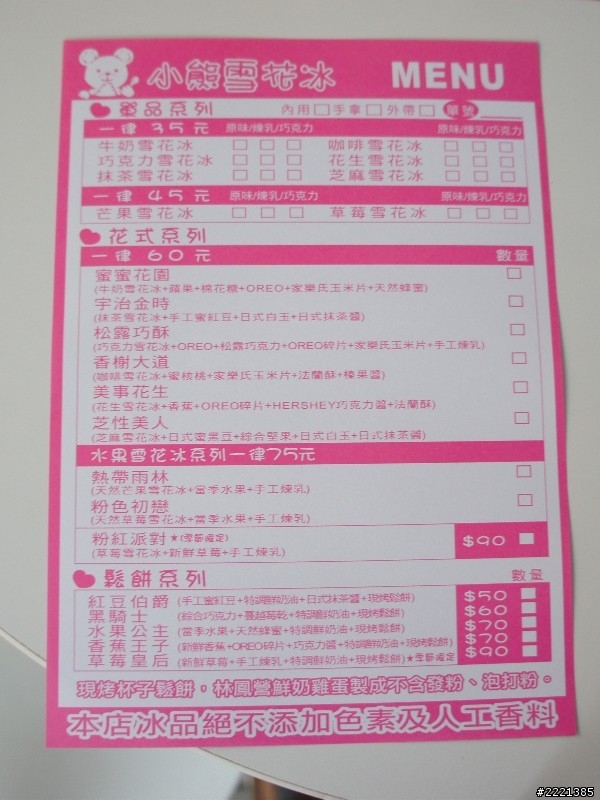 小熊雪花冰 MENU
單品系列 內用□手拿□外帶□ 單號
一律 35 元 原味/煉乳/巧克力 原味/煉乳/巧克力
牛奶雪花冰 □ □ □ 咖啡雪花冰 □ □ □
巧克力雪花冰 □ □ □ 花生雪花冰 □ □ □
抹茶雪花冰 □ □ □ 芝麻雪花冰 □ □ □
一律 45 元 原味/煉乳/巧克力 原味/煉乳/巧克力
芒果雪花冰 □ □ □ 草莓雪花冰 □ □ □
花式系列
一律 60 元 數量
蜜蜜花園 □
(牛奶雪花冰+蘋果+棉花糖+OREO+家樂氏玉米片+天然蜂蜜)
宇治金時 □
(抹茶雪花冰+手工蜜紅豆+日式白玉+日式抹茶醬)
松露巧酥 □
(巧克力雪花冰+OREO+松露巧克力+OREO碎片+家樂氏玉米片+手工煉乳)
香榭大道 □
(咖啡雪花冰+蜜核桃+家樂氏玉米片+法蘭酥+榛果醬)
美事花生 □
(花生雪花冰+香蕉+OREO碎片+HERSHEY巧克力醬+法蘭酥)
芝性美人 □
(芝麻雪花冰+日式蜜黑豆+綜合堅果+日式白玉+日式抹茶醬)
水果雪花冰系列一律75元
熱帶雨林 □
(天然芒果雪花冰+當季水果+手工煉乳)
粉色初戀 □
(天然草莓雪花冰+當季水果+手工煉乳)
粉紅派對★(季節限定) $90
(草莓雪花冰+新鮮草莓+手工煉乳)
鬆餅系列 數量
紅豆伯爵 (手工蜜紅豆+特調鮮奶油+日式抹茶醬+現烤鬆餅) $50
黑騎士 (綜合巧克力+蔓越莓乾+特調鮮奶油+現烤鬆餅) $60
水果公主 (當季水果+天然蜂蜜+特調鮮奶油+現烤鬆餅) $70
香蕉王子 (新鮮香蕉+OREO碎片+巧克力醬+特調鮮奶油+現烤鬆餅) $70
草莓皇后 (新鮮草莓+手工煉乳+特調鮮奶油+現烤鬆餅)★季節限定 $90
現烤杯子鬆餅，林鳳營鮮奶雞蛋製成不含發粉、泡打粉。
本店冰品絕不添加色素及人工香料
#2221385